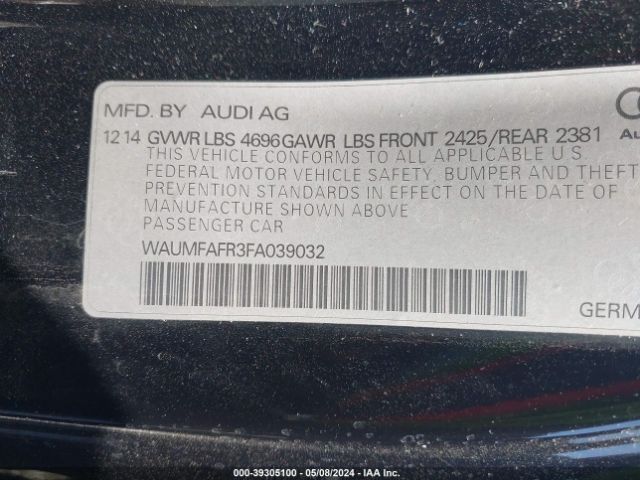 MFD. BY AUDI AG
12 14 GVWR LBS 4696 GAWR LBS FRONT 2425/REAR 2381
THIS VEHICLE CONFORMS TO ALL APPLICABLE U S
FEDERAL MOTOR VEHICLE SAFETY, BUMPER AND THEFT
PREVENTION STANDARDS IN EFFECT ON THE DATE OF
MANUFACTURE SHOWN ABOVE
PASSENGER CAR
WAUMFAFR3FA039032
000-39305100 - 05/08/2024 - IAA Inc.